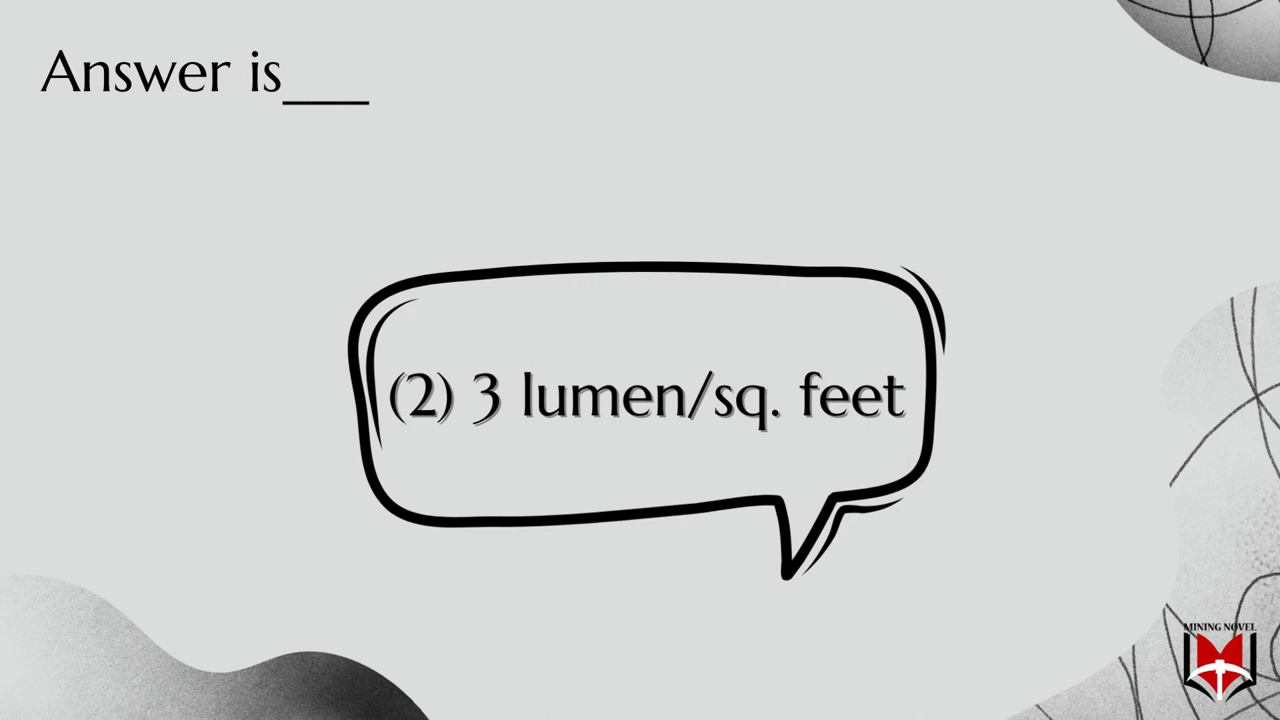 Answer is___
(2) 3 lumen/sq. feet
MINING NOVEL